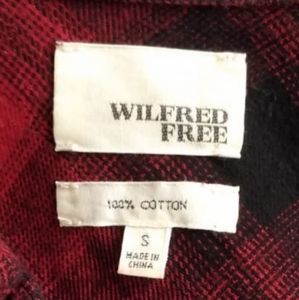 WILFRED
FREE
100% COTTON
S
MADE IN
CHINA